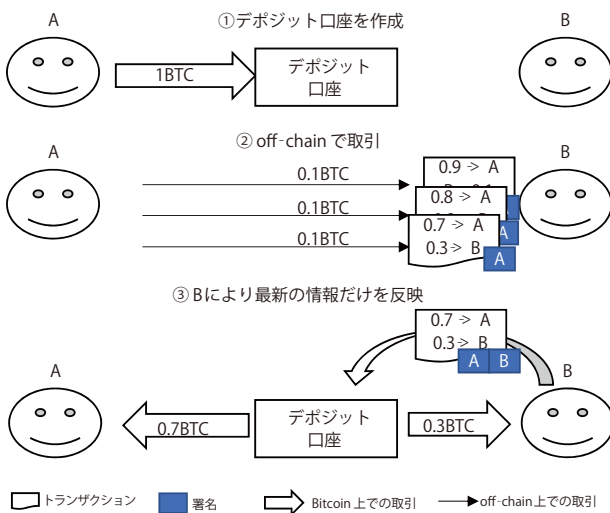 A
①デポジット口座を作成
B
1BTC
デポジット
口座
A
② off-chain で取引
B
0.1BTC
0.9 -> A
0.1BTC
0.8 -> A
A
0.1BTC
0.7 -> A
0.3-> B
A
③ Bにより最新の情報だけを反映
0.7 -> A
0.3-> B
A B
A
B
0.7BTC
デポジット
口座
0.3BTC
トランザクション
署名
Bitcoin 上での取引
off-chain上での取引